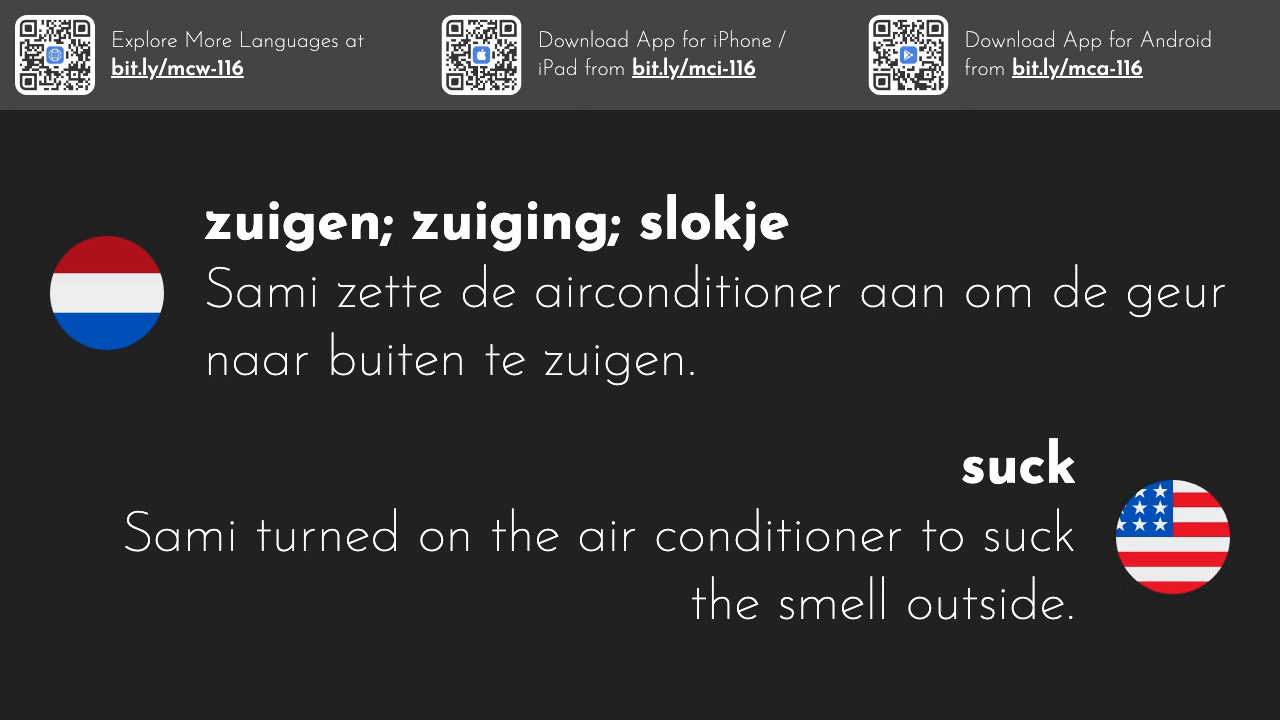 Explore More Languages at
bit.ly/mcw-116
Download App for iPhone /
iPad from bit.ly/mci-116
Download App for Android
from bit.ly/mca-116
zuigen; zuiging; slokje
Sami zette de airconditioner aan om de geur
naar buiten te zuigen.
suck
Sami turned on the air conditioner to suck
the smell outside.